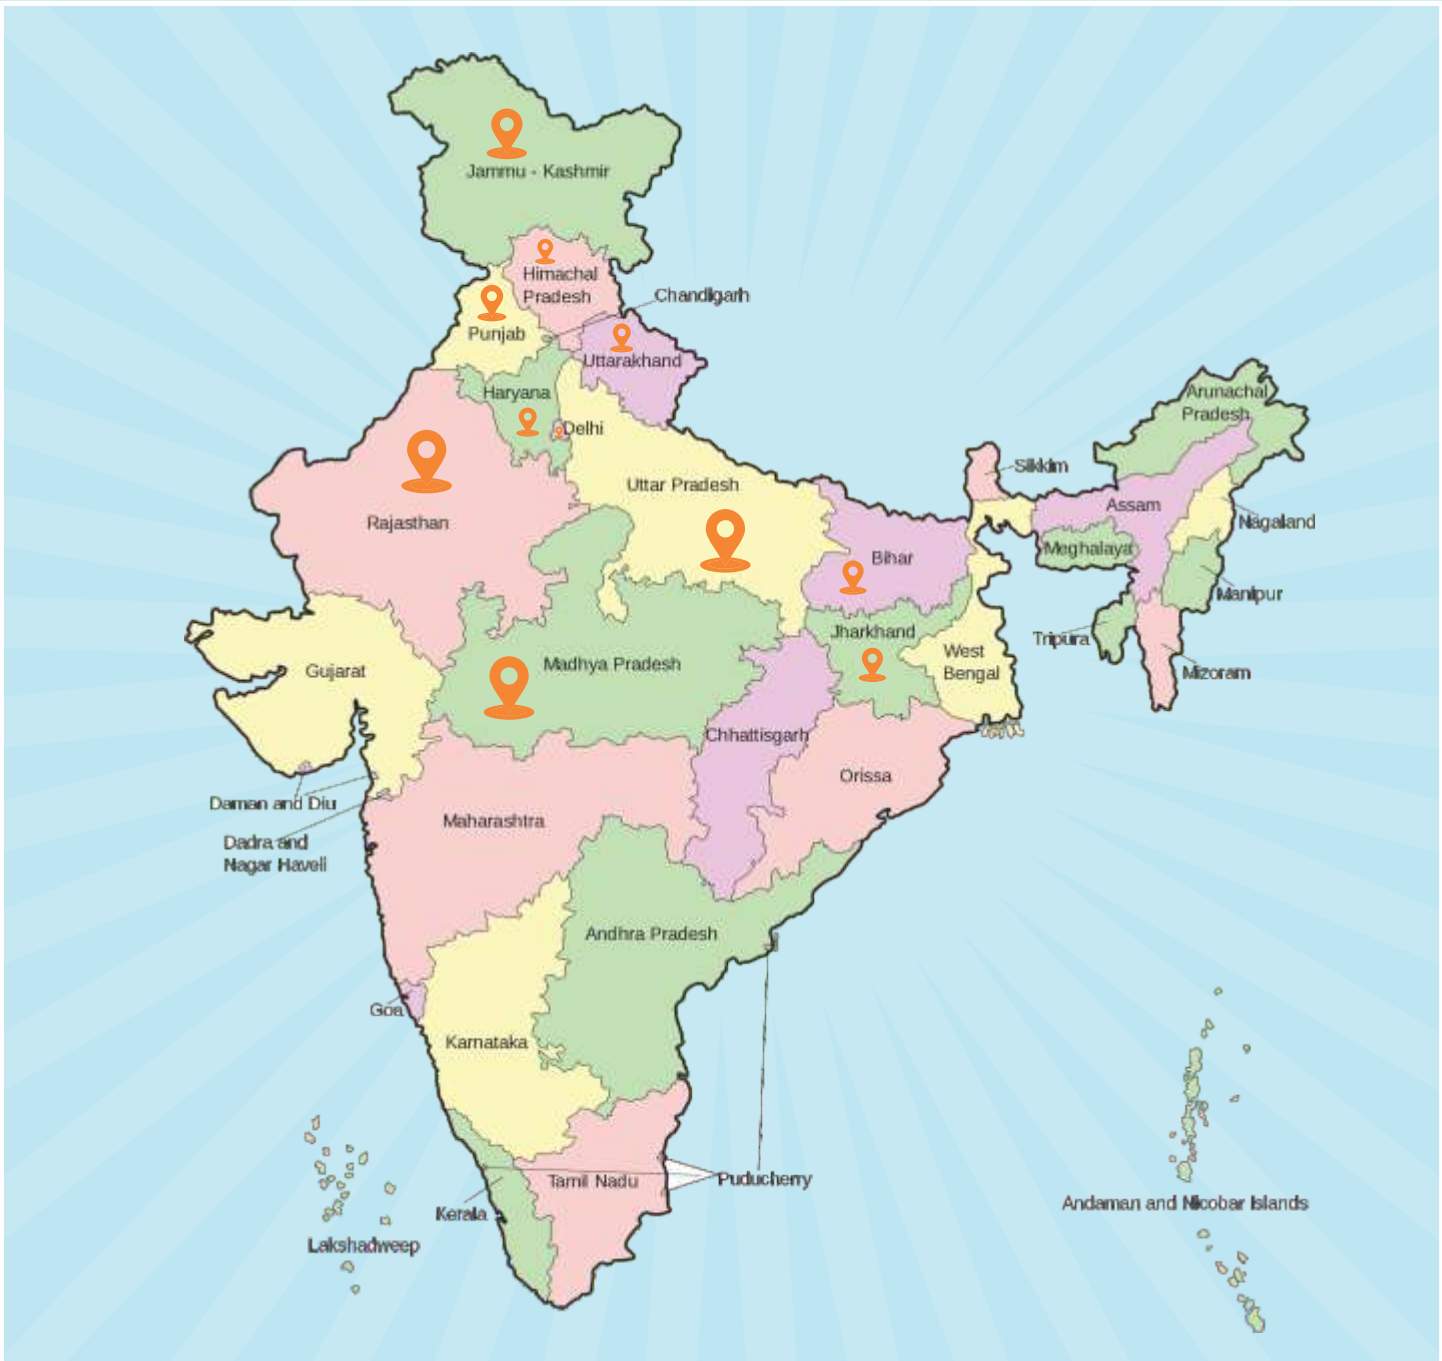 Jammu - Kashmir
Himachal
Pradesh
Chandigarh
Punjab
Uttarakhand
Haryana
Delhi
Arunachal
Pradesh
Sikkim
Uttar Pradesh
Assam
Rajasthan
Nagaland
Meghalaya
Bihar
Manipur
Jharkhand
Tripura
West
Bengal
Gujarat
Madhya Pradesh
Mizoram
Chhattisgarh
Orissa
Daman and Diu
Maharashtra
Dadra and
Nagar Haveli
Andhra Pradesh
Goa
Karnataka
Puducherry
Tamil Nadu
Kerala
Andaman and Nicobar Islands
Lakshadweep